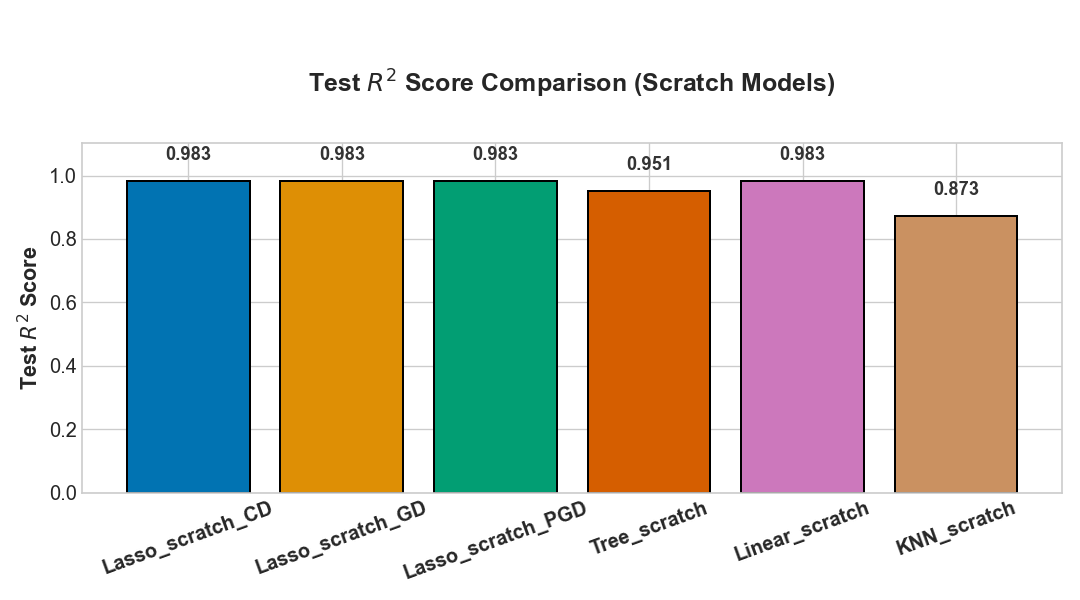 Test R² Score Comparison (Scratch Models)
0.983
0.983
0.983
0.951
0.983
0.873
Test R² Score
1.0
0.8
0.6
0.4
0.2
0.0
Lasso_scratch_CD
Lasso_scratch_GD
Lasso_scratch_PGD
Tree_scratch
Linear_scratch
KNN_scratch